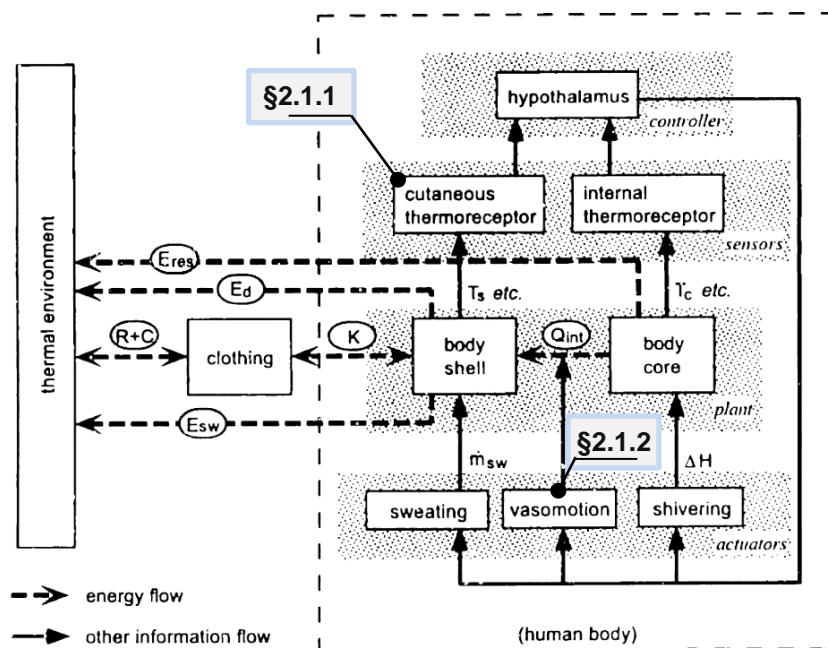 §2.1.1
hypothalamus
controller
cutaneous
thermoreceptor
internal
thermoreceptor
sensors
thermal environment
Eres
Ed
Ts etc.
Tc etc.
R+C
clothing
K
body
shell
Qint
body
core
plant
Esw
§2.1.2
ṁsw
ΔH
sweating
vasomotion
shivering
actuators
energy flow
other information flow
(human body)